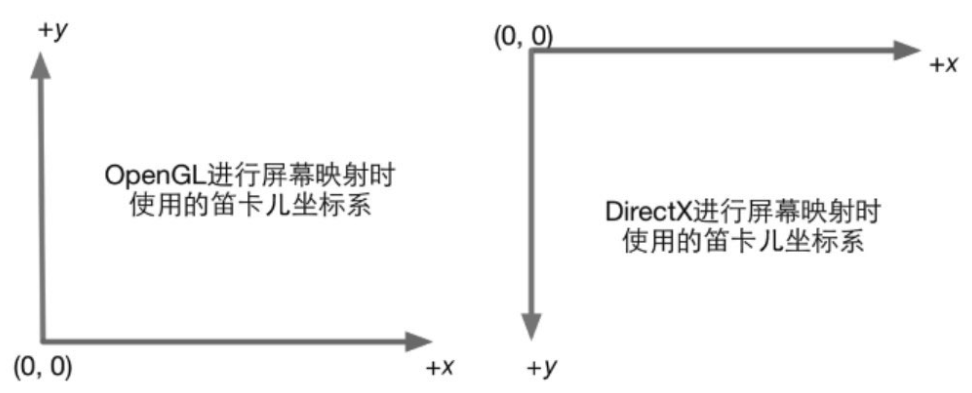 +y
OpenGL进行屏幕映射时
使用的笛卡儿坐标系
(0, 0)
+x
(0, 0)
+x
DirectX进行屏幕映射时
使用的笛卡儿坐标系
+y